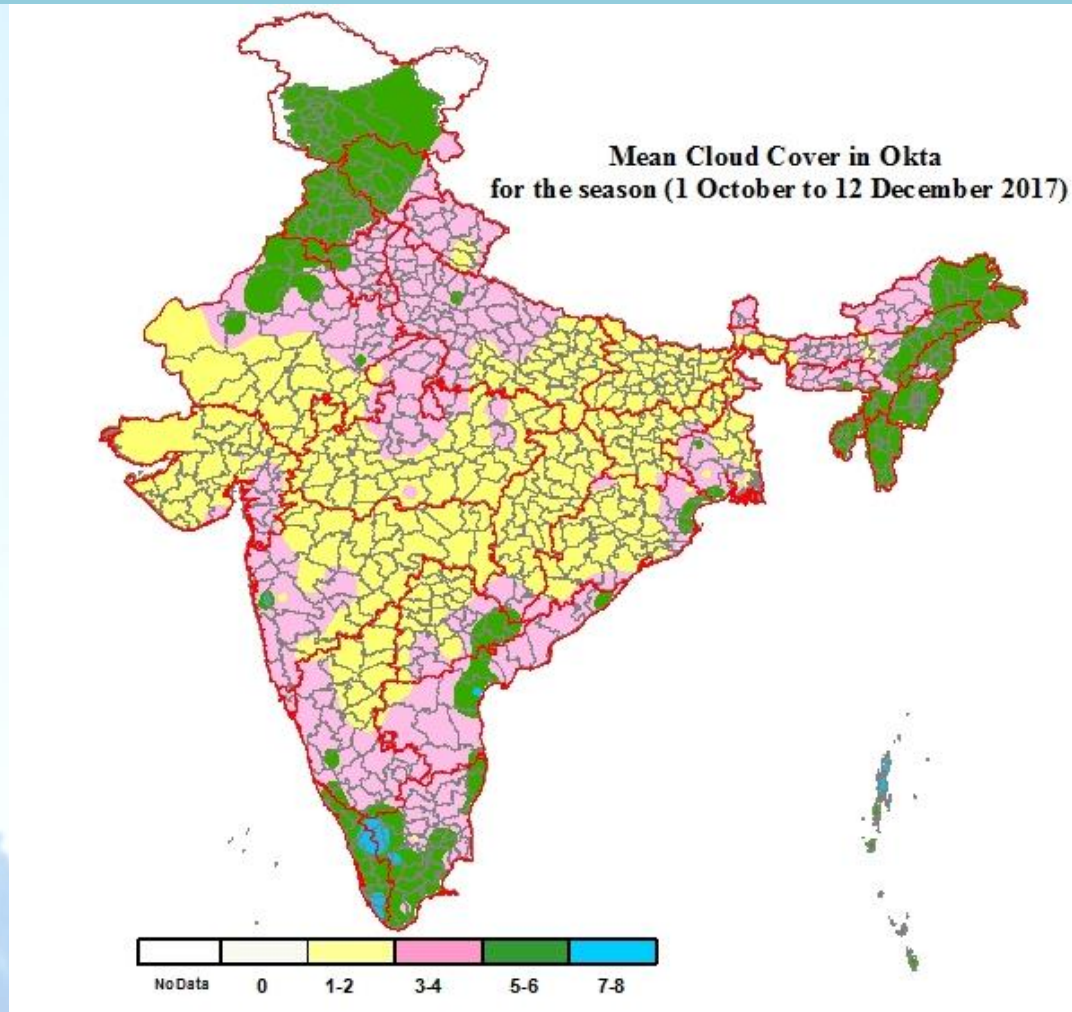 Mean Cloud Cover in Okta
for the season (1 October to 12 December 2017)
No Data 0 1-2 3-4 5-6 7-8